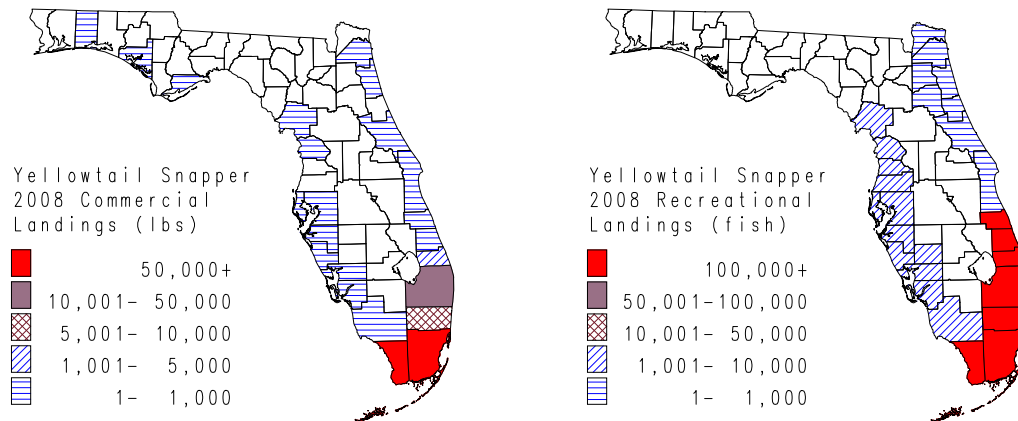 Yellowtail Snapper
2008 Commercial
Landings (lbs)
50,000+
10,001- 50,000
5,001- 10,000
1,001- 5,000
1- 1,000
Yellowtail Snapper
2008 Recreational
Landings (fish)
100,000+
50,001-100,000
10,001- 50,000
1,001- 10,000
1- 1,000